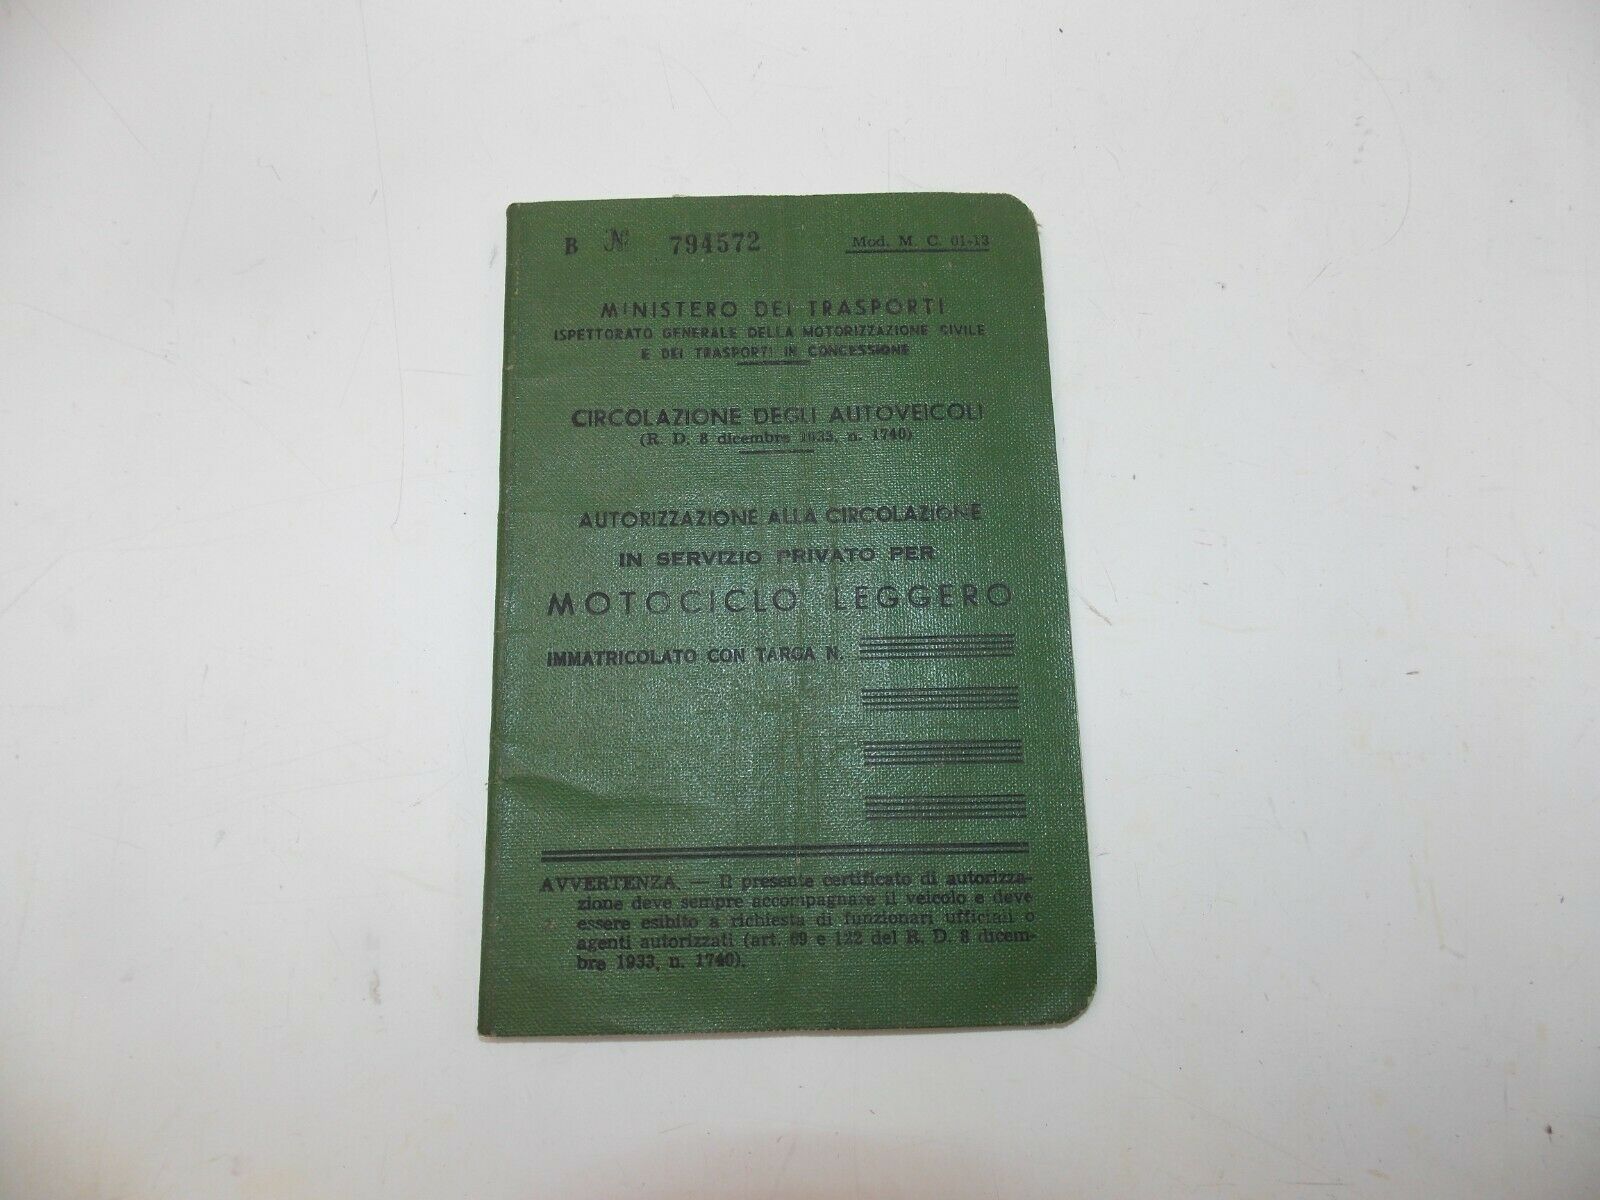 B Nº 794572 Mod. M. C. 61-13
MINISTERO DEI TRASPORTI
ISPETTORATO GENERALE DELLA MOTORIZZAZIONE CIVILE
E DEI TRASPORTI IN CONCESSIONE
CIRCOLAZIONE DEGLI AUTOVEICOLI
(R. D. 8 dicembre 1933, n. 1740)
AUTORIZZAZIONE ALLA CIRCOLAZIONE
IN SERVIZIO PRIVATO PER
MOTOCICLO LEGGERO
IMMATRICOLATO CON TARGA N.
AVVERTENZA. — Il presente certificato di autorizza-
zione deve sempre accompagnare il veicolo e deve
essere esibito a richiesta di funzionari ufficiali o
agenti autorizzati (art. 69 e 122 del R. D. 8 dicem-
bre 1933, n. 1740).